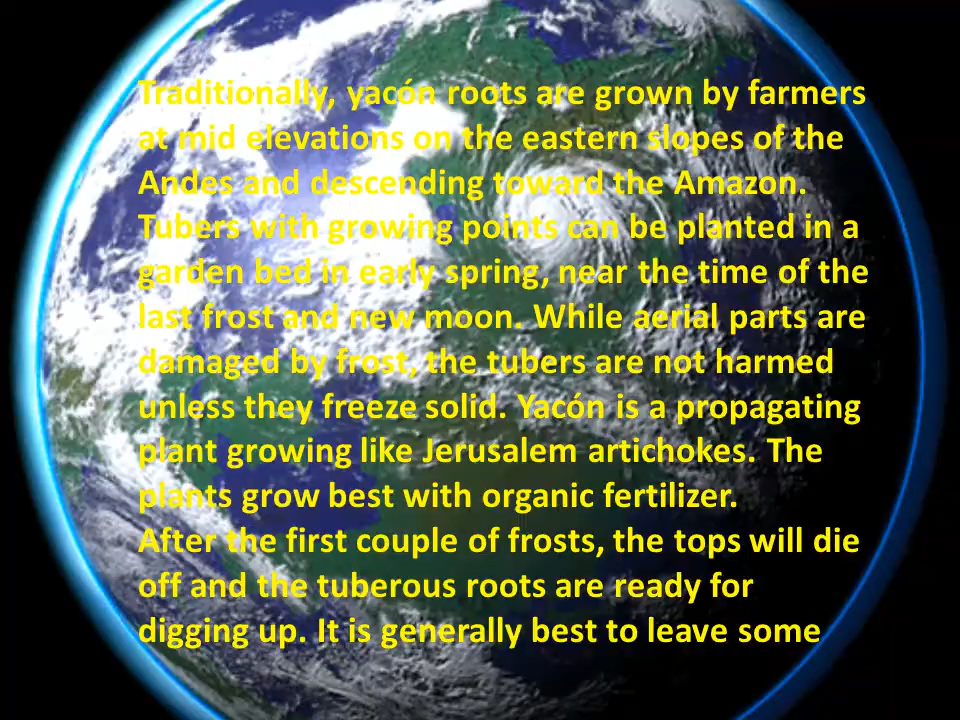 Traditionally, yacón roots are grown by farmers
at mid elevations on the eastern slopes of the
Andes and descending toward the Amazon.
Tubers with growing points can be planted in a
garden bed in early spring, near the time of the
last frost and new moon. While aerial parts are
damaged by frost, the tubers are not harmed
unless they freeze solid. Yacón is a propagating
plant growing like Jerusalem artichokes. The
plants grow best with organic fertilizer.
After the first couple of frosts, the tops will die
off and the tuberous roots are ready for
digging up. It is generally best to leave some